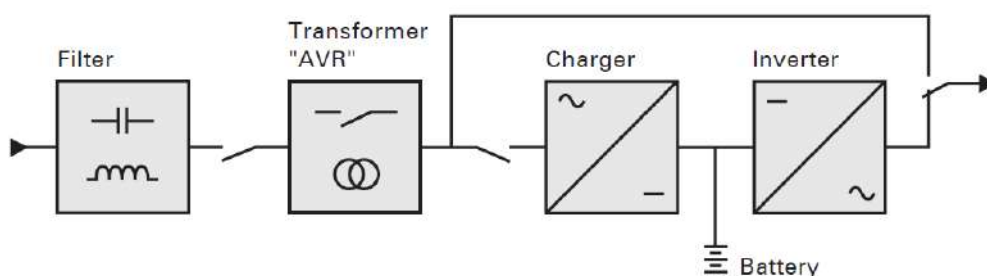 Filter
Transformer
"AVR"
Charger
Inverter
Battery